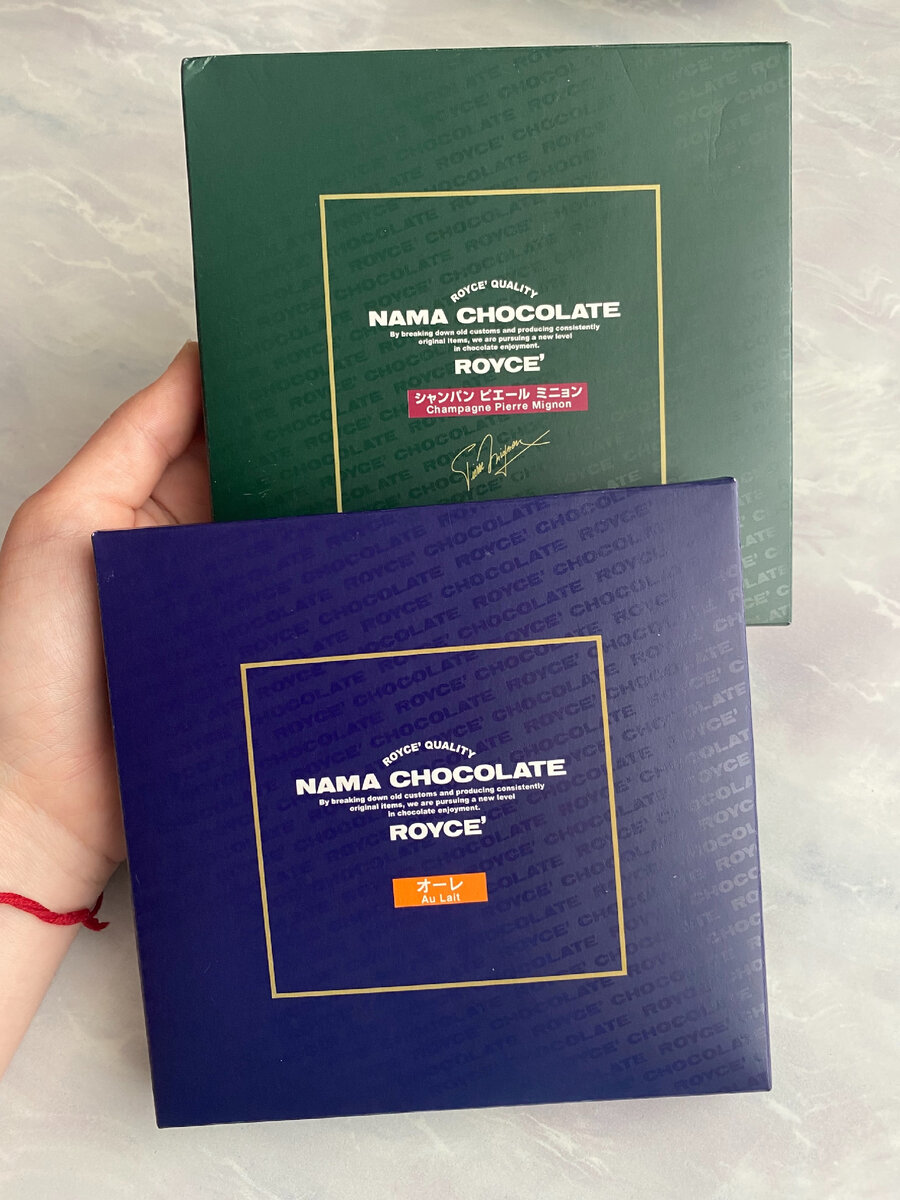 ROYCE' QUALITY
NAMA CHOCOLATE
By breaking down old customs and producing consistently
original items, we are pursuing a new level
in chocolate enjoyment.
ROYCE'
シャンパン ピエール ミニョン
Champagne Pierre Mignon
Pierre Mignon
ROYCE' QUALITY
NAMA CHOCOLATE
By breaking down old customs and producing consistently
original items, we are pursuing a new level
in chocolate enjoyment.
ROYCE'
オーレ
Au Lait